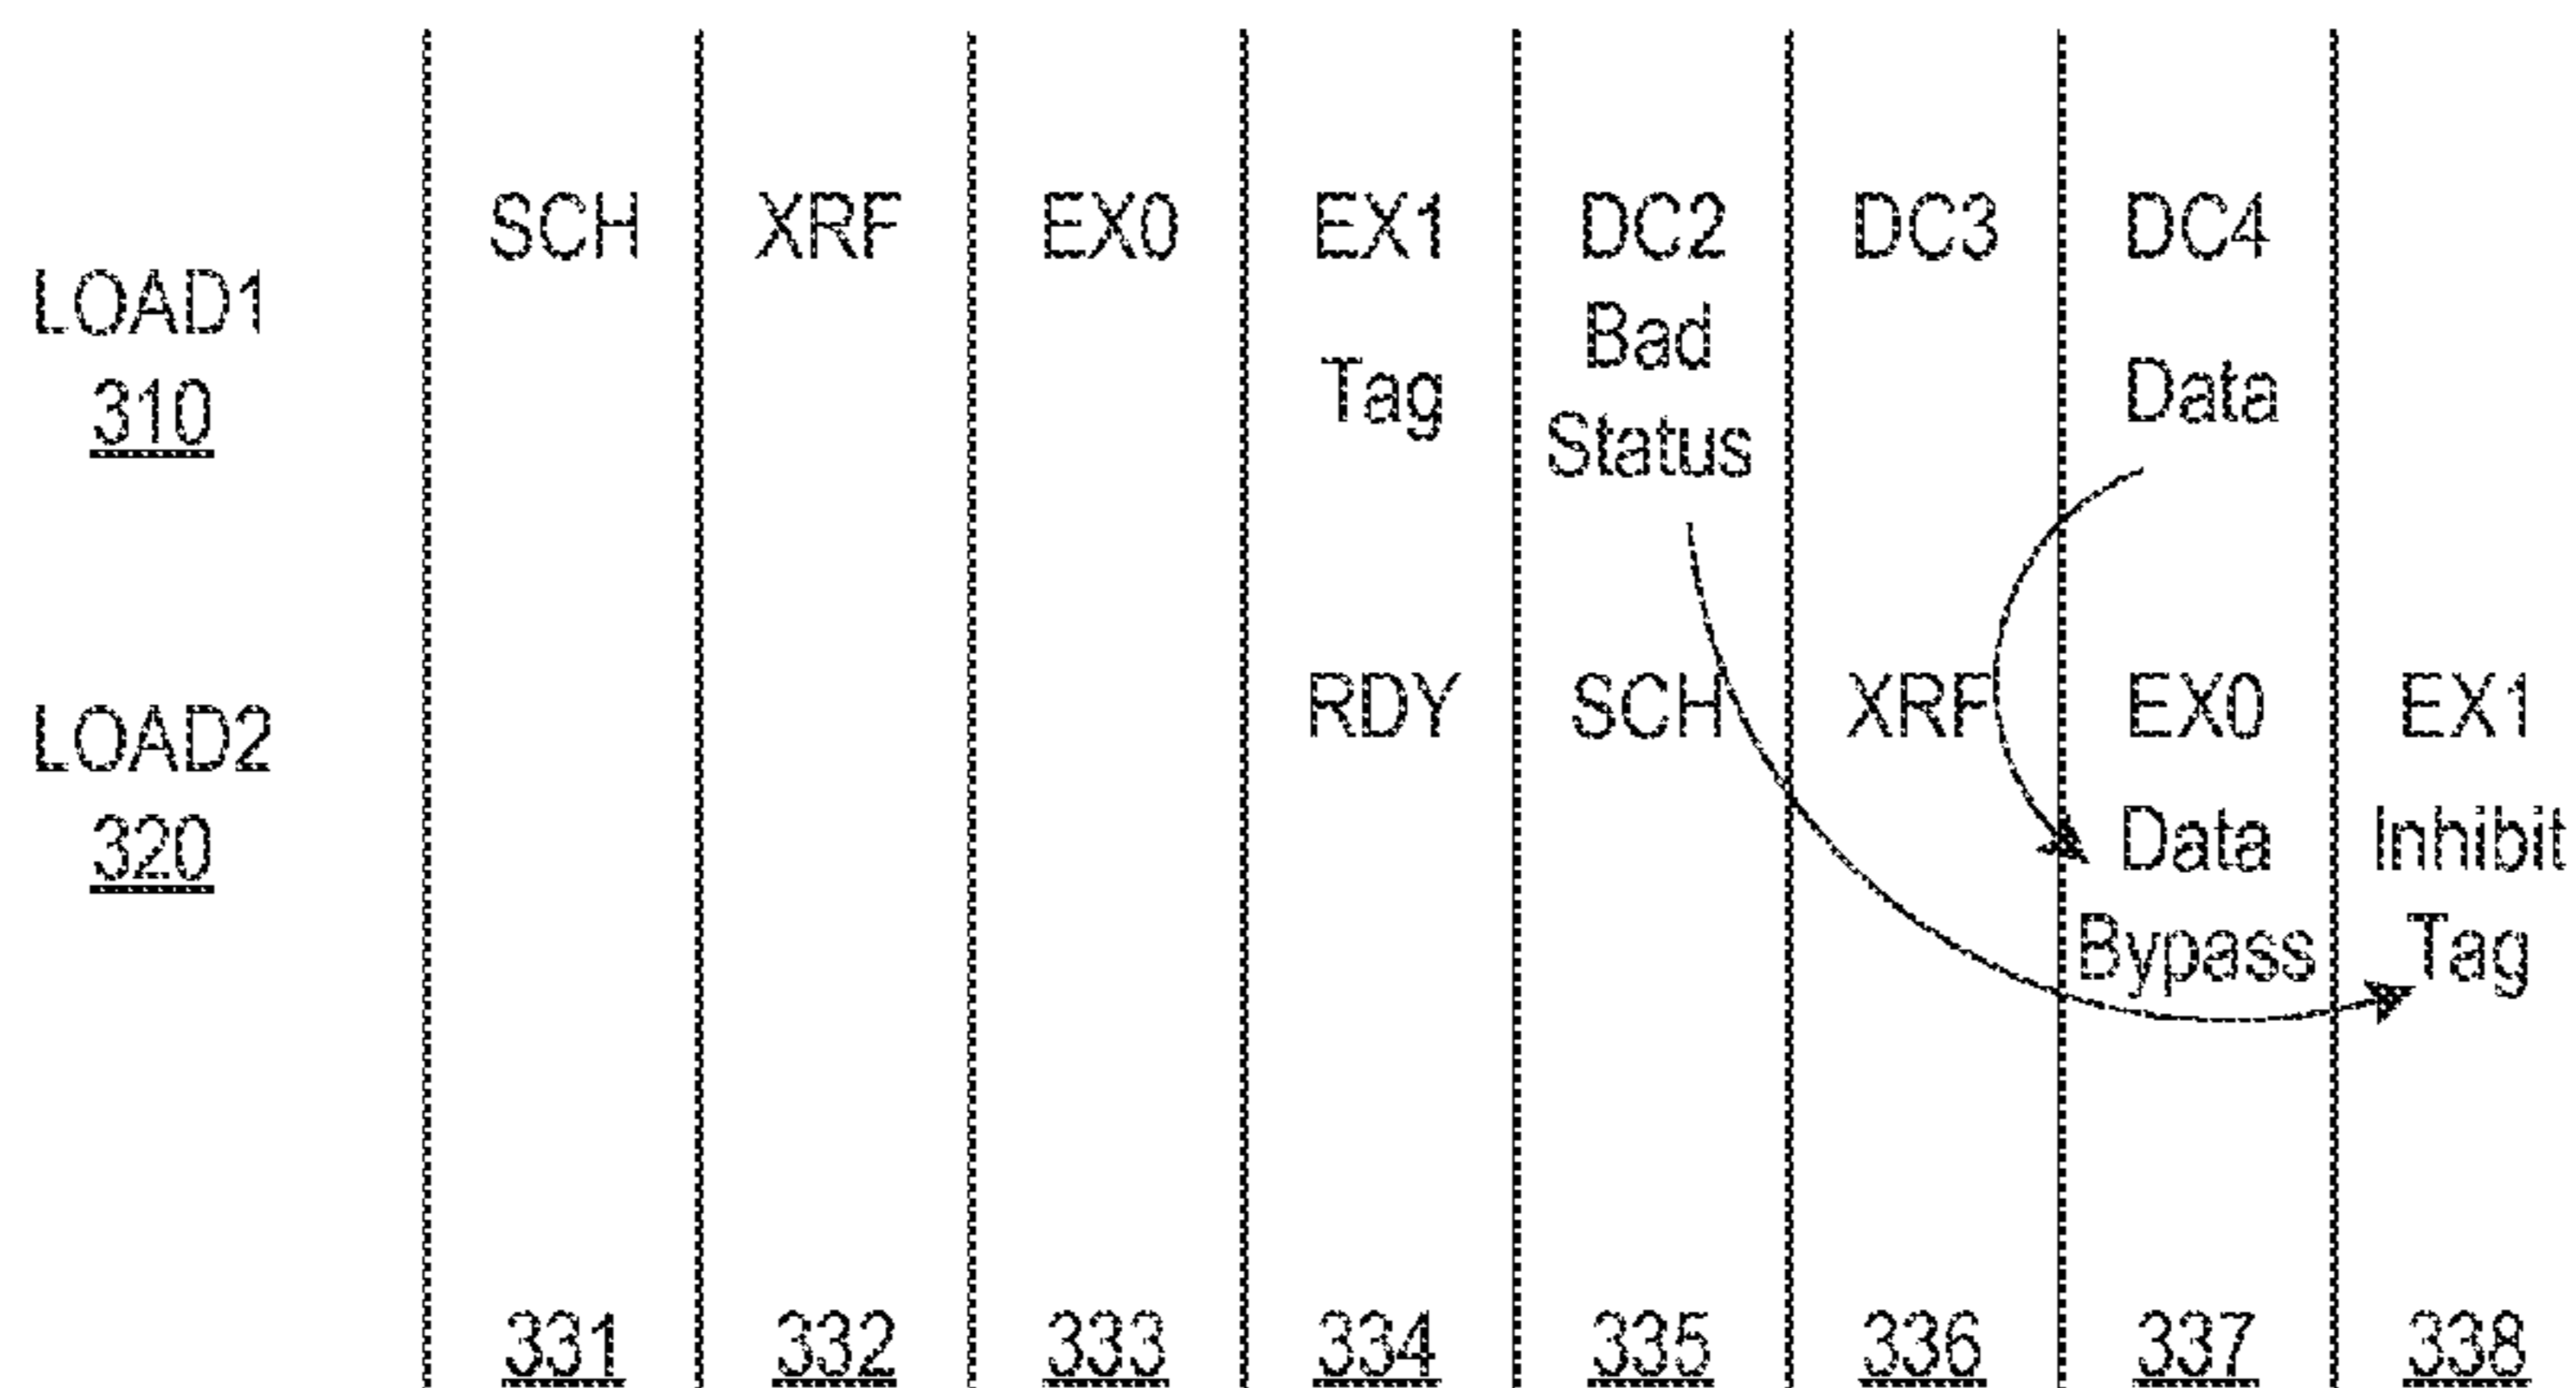 SCH XRF EX0 EX1 DC2 DC3 DC4
LOAD1 Bad
310 Tag Status Data
RDY SCH XRF EX0 EX1
LOAD2
320 Data Inhibit
Bypass Tag
331 332 333 334 335 336 337 338